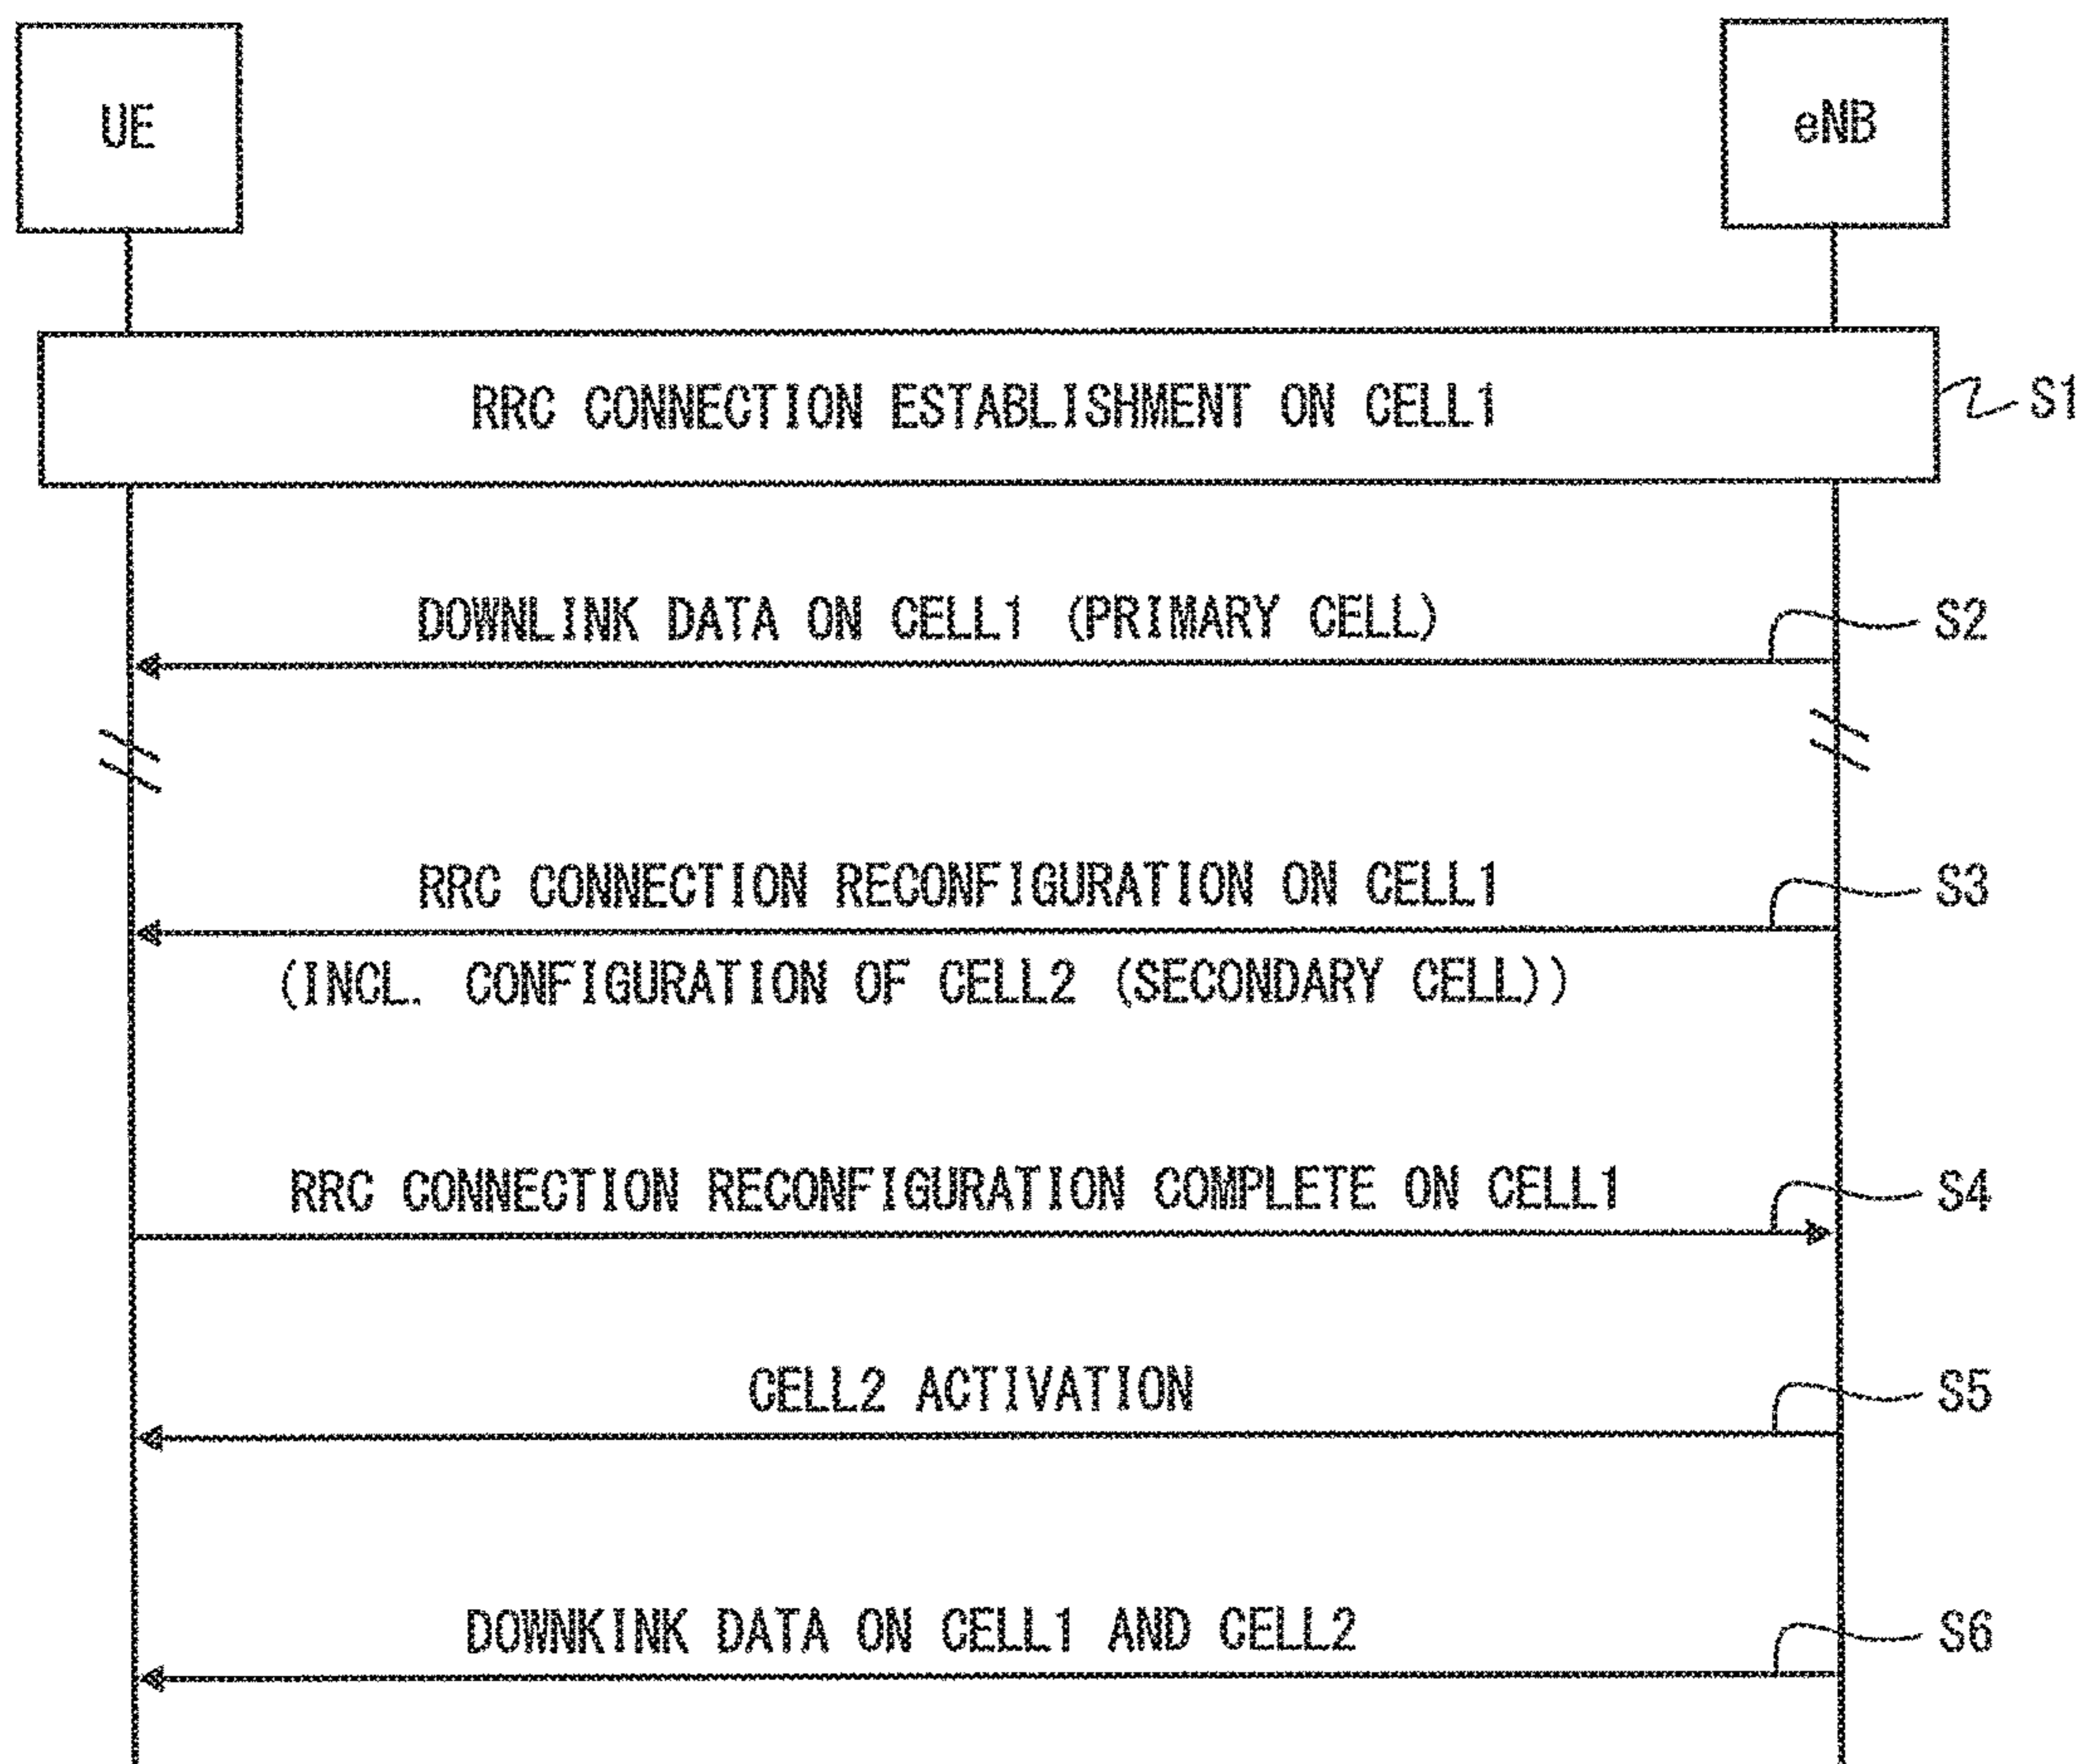 UE
eNB
RRC CONNECTION ESTABLISHMENT ON CELL1
S1
DOWNLINK DATA ON CELL1 (PRIMARY CELL)
S2
RRC CONNECTION RECONFIGURATION ON CELL1
S3
(INCL. CONFIGURATION OF CELL2 (SECONDARY CELL))
RRC CONNECTION RECONFIGURATION COMPLETE ON CELL1
S4
CELL2 ACTIVATION
S5
DOWNKINK DATA ON CELL1 AND CELL2
S6